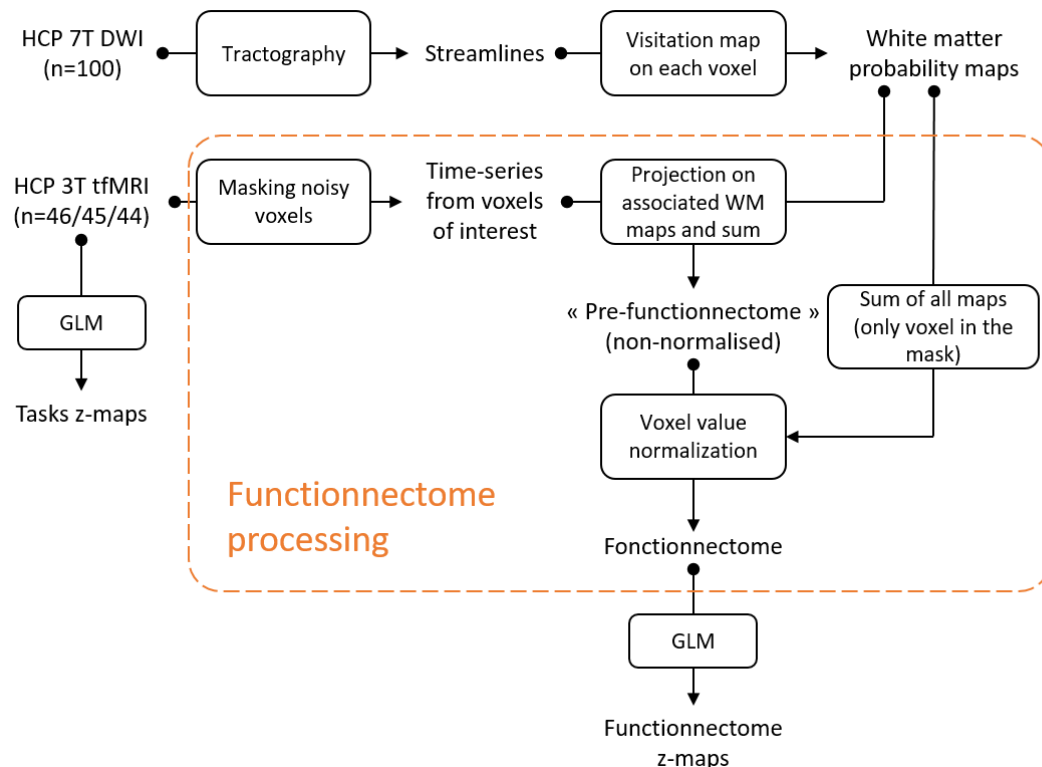 HCP 7T DWI
(n=100)
Tractography
Streamlines
Visitation map
on each voxel
White matter
probability maps
HCP 3T tfMRI
(n=46/45/44)
Masking noisy
voxels
Time-series
from voxels
of interest
Projection on
associated WM
maps and sum
GLM
Tasks z-maps
« Pre-functionnectome »
(non-normalised)
Sum of all maps
(only voxel in the
mask)
Voxel value
normalization
Functionnectome
processing
Fonctionnectome
GLM
Functionnectome
z-maps